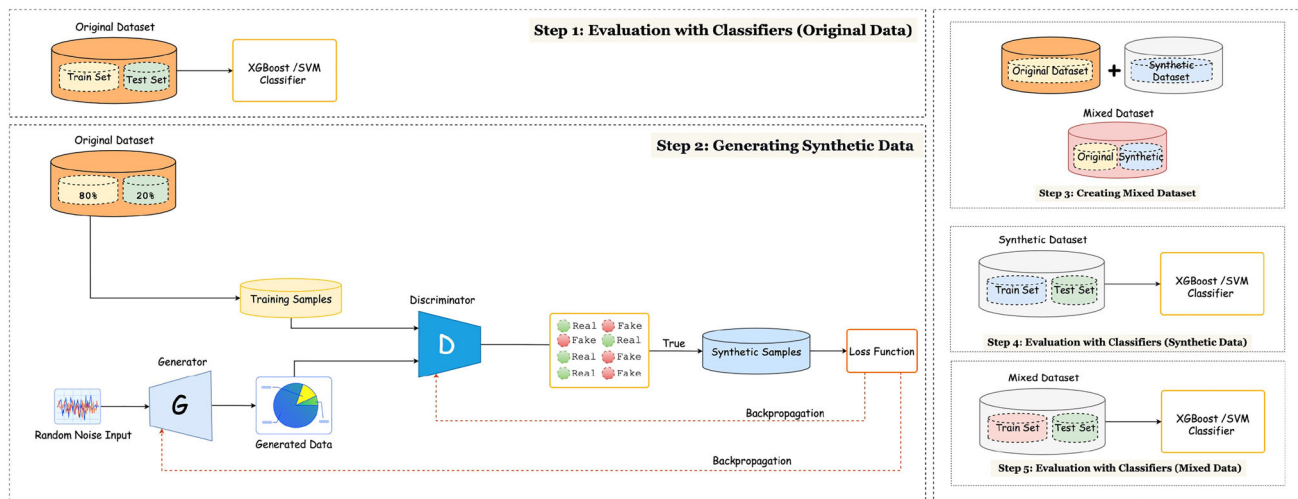 Step 1: Evaluation with Classifiers (Original Data)
Original Dataset
Train Set
Test Set
XGBoost /SVM
Classifier
Step 2: Generating Synthetic Data
Original Dataset
80%
20%
Training Samples
Discriminator
D
Generator
G
Random Noise Input
Generated Data
Real
Fake
Fake
Real
Real
Fake
Real
Fake
True
Synthetic Samples
Loss Function
Backpropagation
Backpropagation
Original Dataset
+
Synthetic
Dataset
Mixed Dataset
Original
Synthetic
Step 3: Creating Mixed Dataset
Synthetic Dataset
Train Set
Test Set
XGBoost /SVM
Classifier
Step 4: Evaluation with Classifiers (Synthetic Data)
Mixed Dataset
Train Set
Test Set
XGBoost /SVM
Classifier
Step 5: Evaluation with Classifiers (Mixed Data)